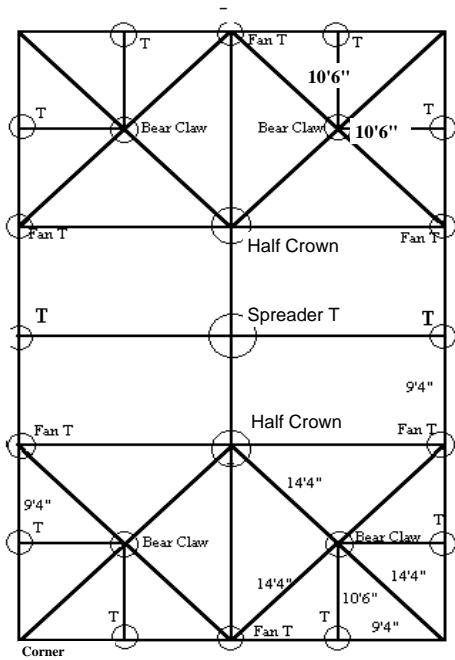 T
Fan T
T
10'6"
T
Bear Claw
Bear Claw
10'6"
Fan T
Fan T
Half Crown
T
Spreader T
T
9'4"
Half Crown
Fan T
Fan T
9'4"
14'4"
T
T
Bear Claw
Bear Claw
14'4"
14'4"
10'6"
T
Fan T
T
9'4"
Corner